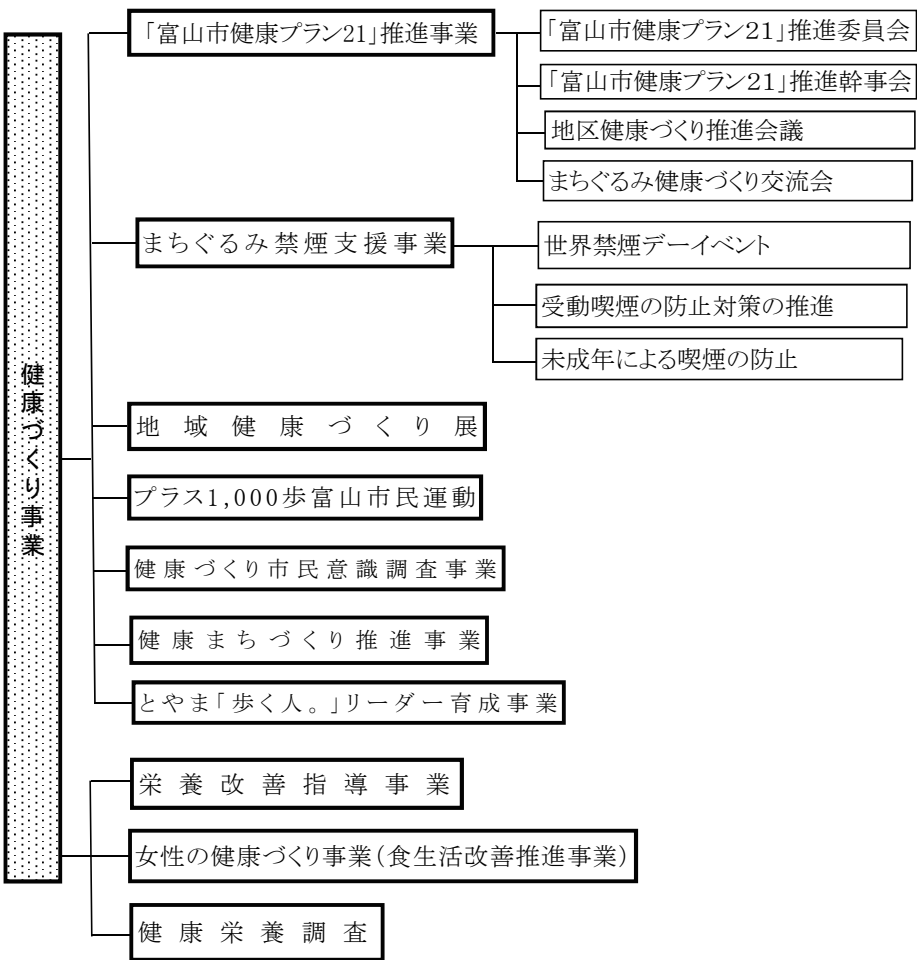 健康づくり事業
「富山市健康プラン21」推進事業
「富山市健康プラン21」推進委員会
「富山市健康プラン21」推進幹事会
地区健康づくり推進会議
まちぐるみ健康づくり交流会
まちぐるみ禁煙支援事業
世界禁煙デーイベント
受動喫煙の防止対策の推進
未成年による喫煙の防止
地域健康づくり展
プラス1,000歩富山市民運動
健康づくり市民意識調査事業
健康まちづくり推進事業
とやま「歩く人。」リーダー育成事業
栄養改善指導事業
女性の健康づくり事業(食生活改善推進事業)
健康栄養調査